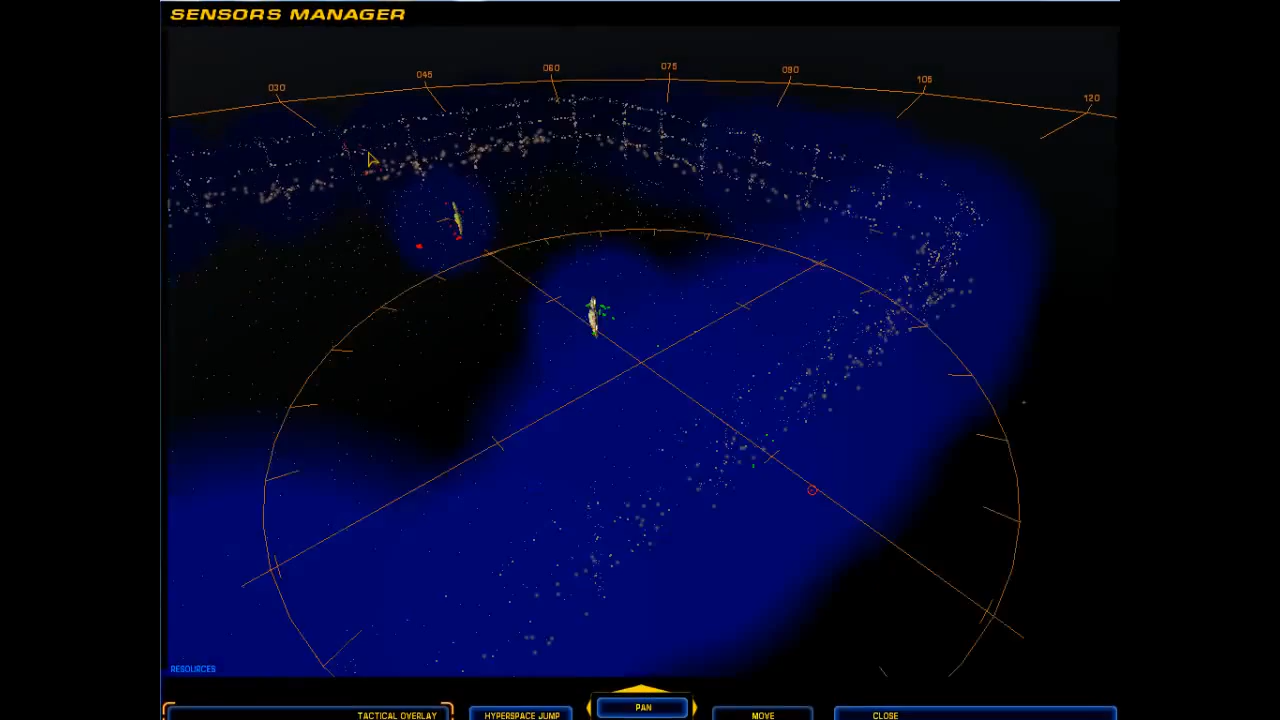 SENSORS MANAGER
030 045 060 075 090 105 120
RESOURCES
TACTICAL OVERLAY HYPERSPACE JUMP PAN MOVE CLOSE